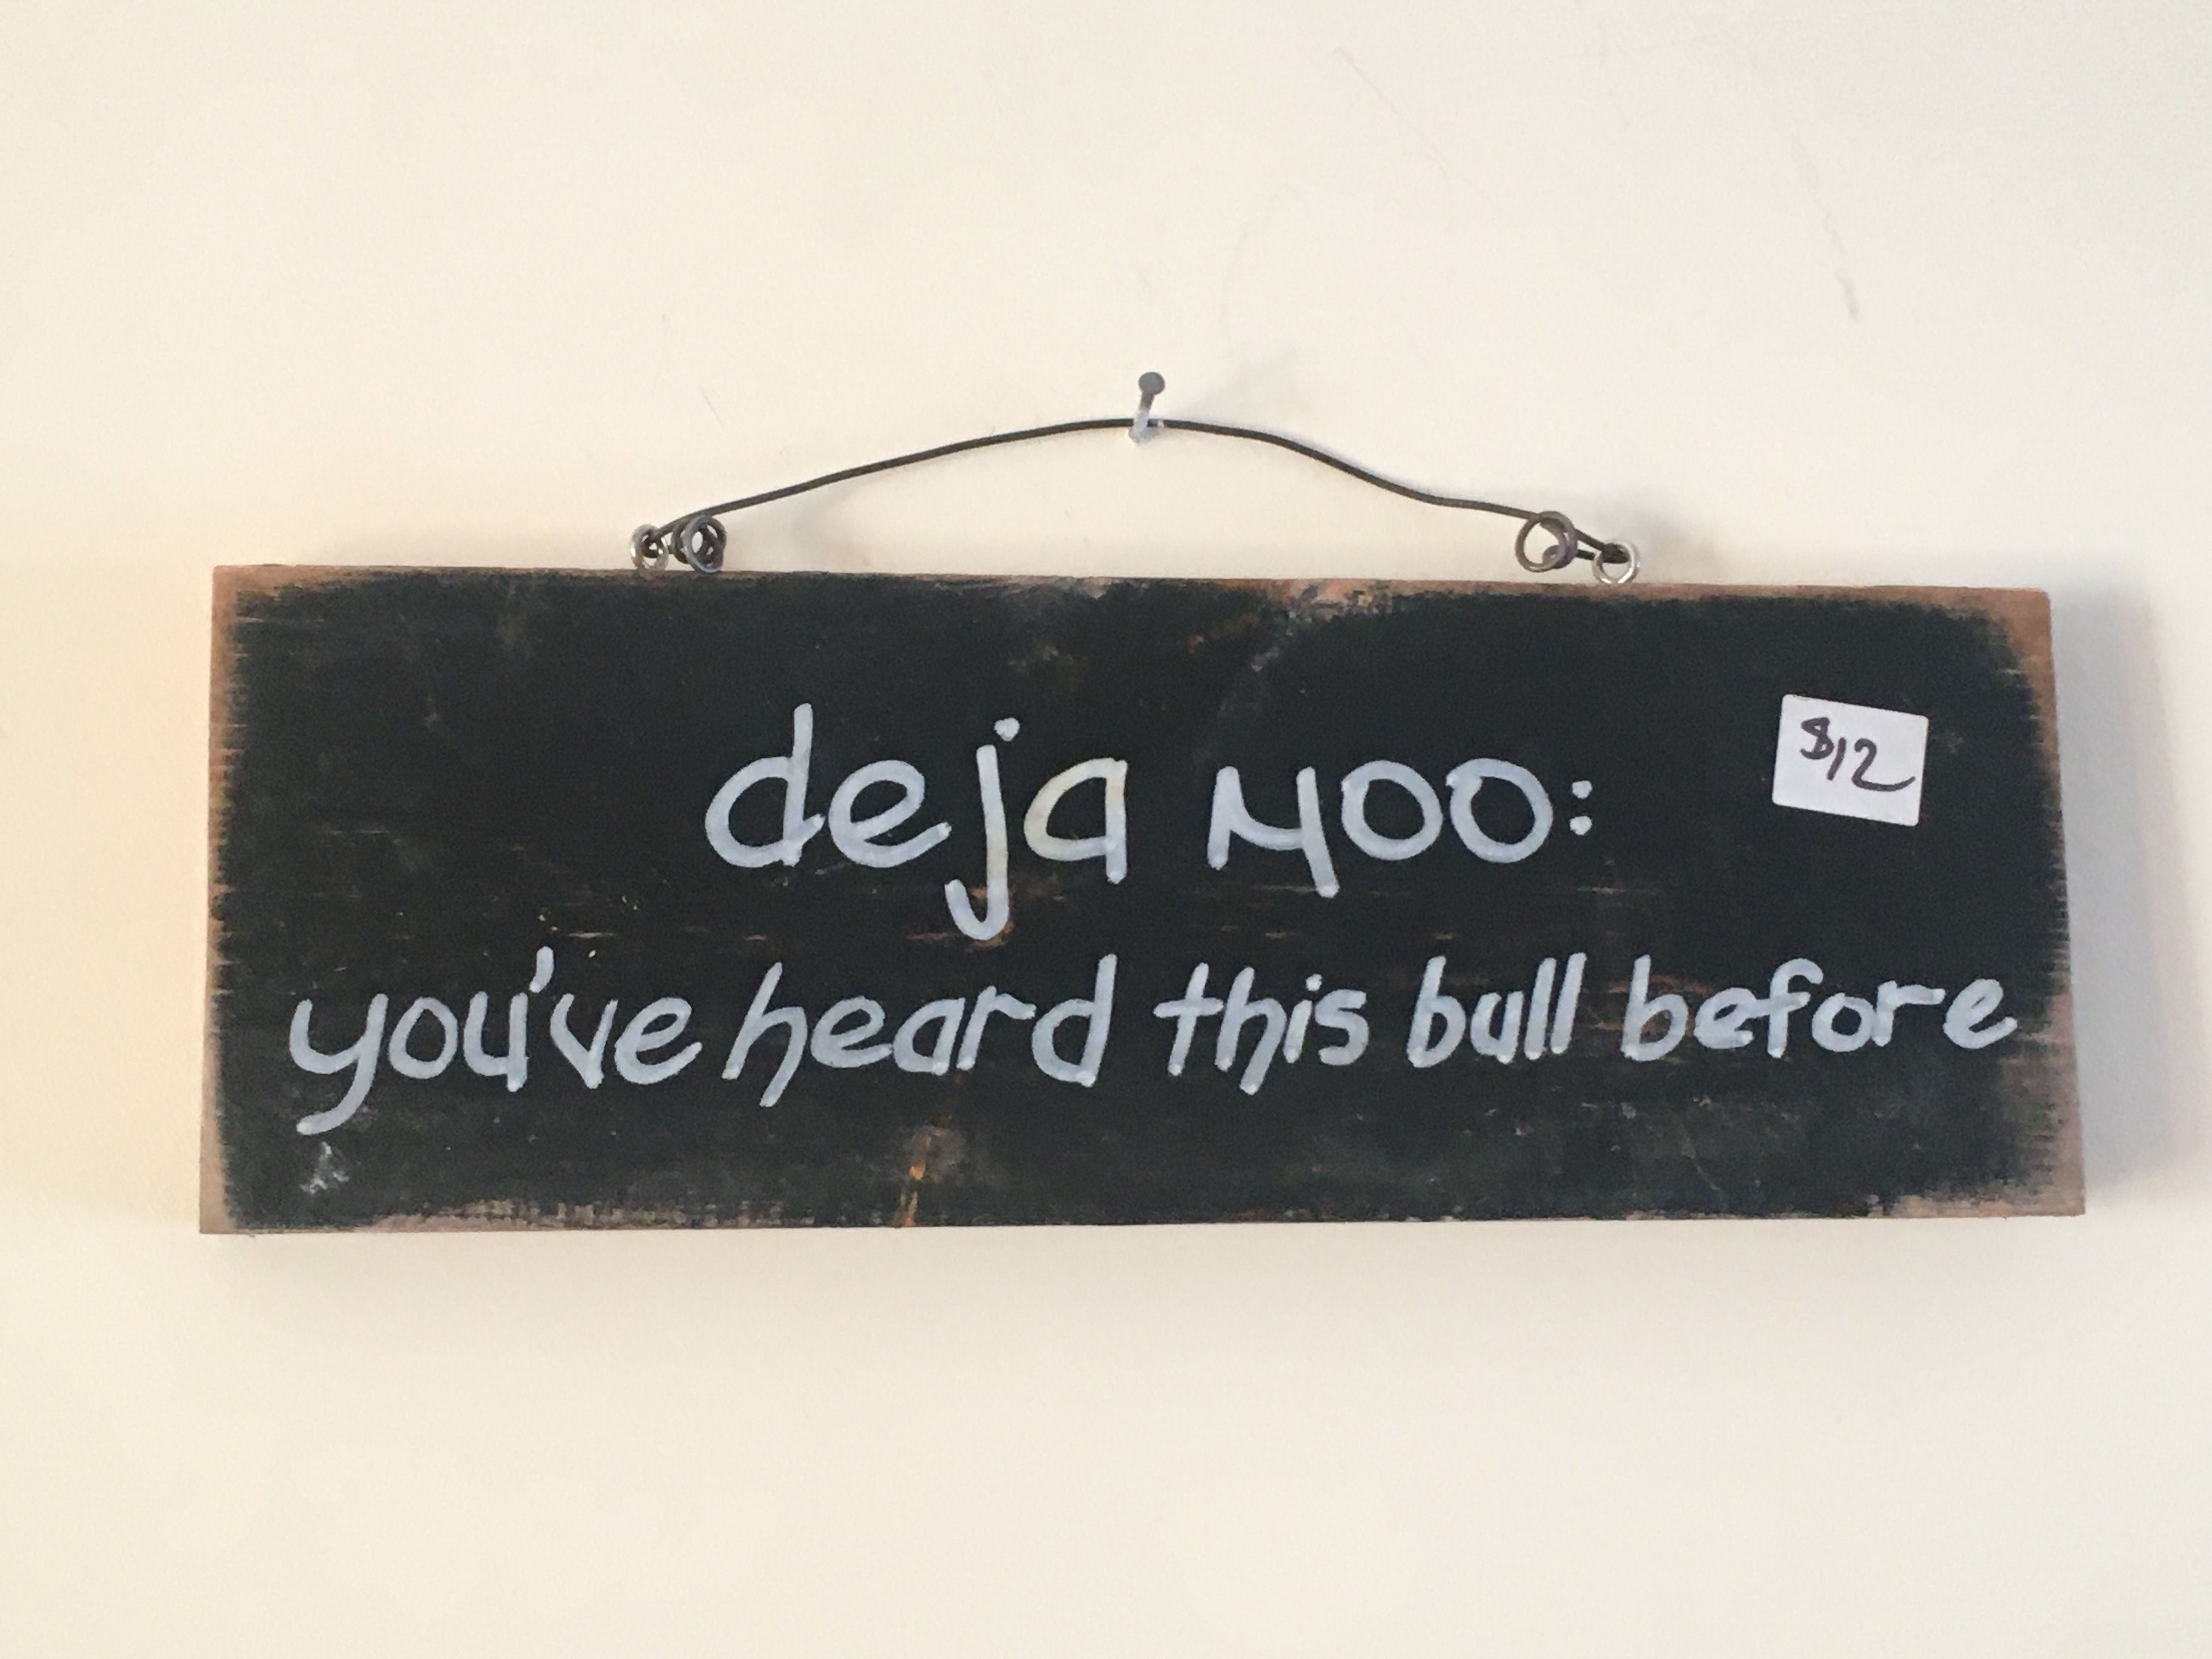 deja moo:
$12
you've heard this bull before